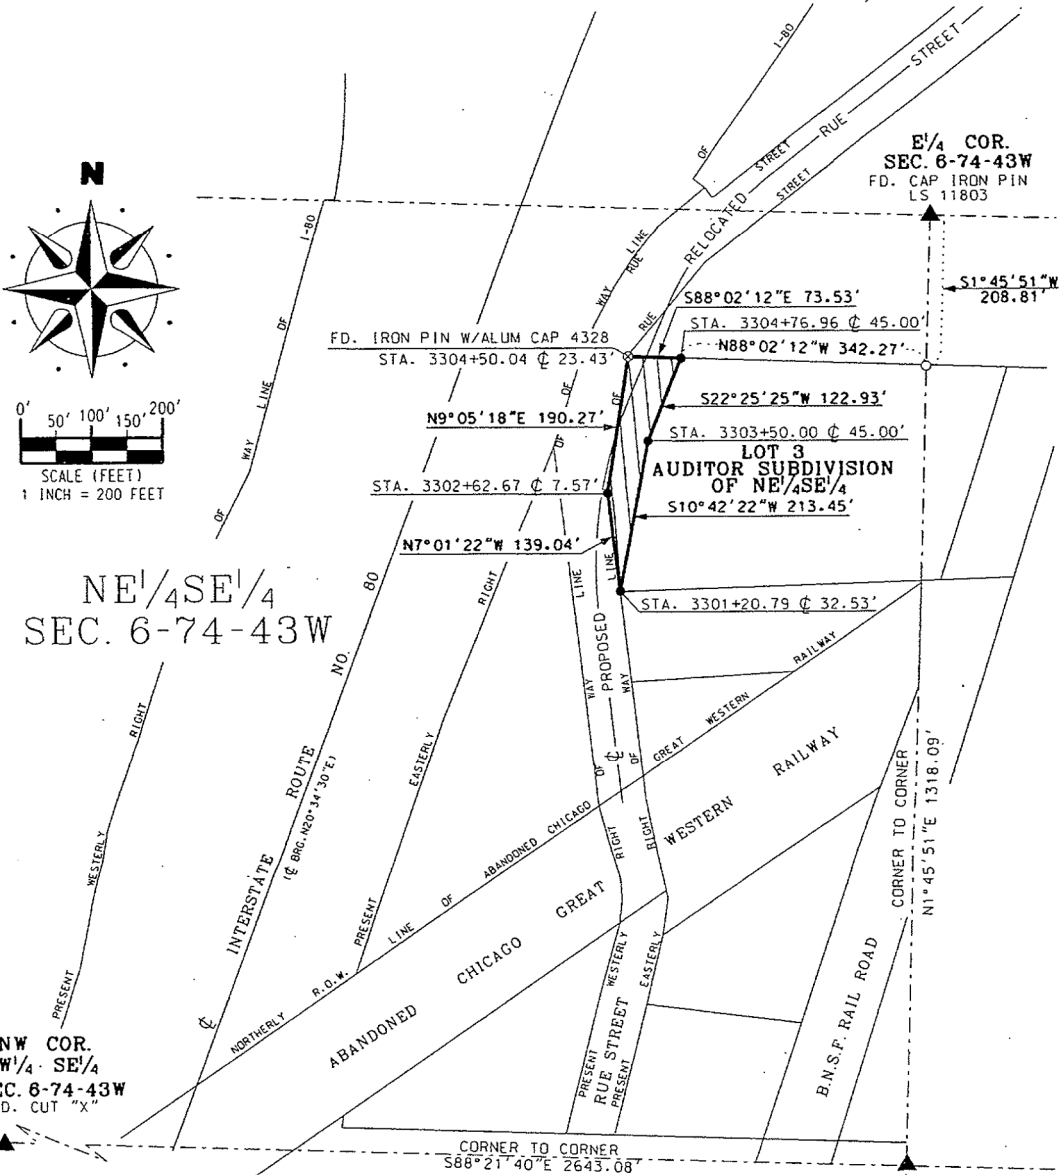 I-80
STREET
RUE
STREET
STREET
RELOCATED
OF
E¼ COR.
SEC. 6-74-43W
FD. CAP IRON PIN
LS 11803
N
I-80
OF
LINE
WAY
OF
LINE
RUE
WAY
OF
RUE
S1°45'51"W
208.81'
S88°02'12"E 73.53'
STA. 3304+76.96 ℄ 45.00'
N88°02'12"W 342.27'
FD. IRON PIN W/ALUM CAP 4328
STA. 3304+50.04 ℄ 23.43'
OF
OF
S22°25'25"W 122.93'
N9°05'18"E 190.27'
STA. 3303+50.00 ℄ 45.00'
LOT 3
AUDITOR SUBDIVISION
OF NE¼SE¼
S10°42'22"W 213.45'
0' 50' 100' 150' 200'
SCALE (FEET)
1 INCH = 200 FEET
STA. 3302+62.67 ℄ 7.57'
N7°01'22"W 139.04'
LINE
LINE
STA. 3301+20.79 ℄ 32.53'
NE¼SE¼
SEC. 6-74-43W
PRESENT WESTERLY RIGHT
℄ INTERSTATE ROUTE NO. 80
(℄ BRG. N20°34'30"E)
PRESENT EASTERLY RIGHT
PROPOSED
WAY
WAY
℄
OF
OF
RIGHT
RIGHT
NORTHERLY R.O.W. LINE OF ABANDONED CHICAGO GREAT WESTERN RAILWAY
ABANDONED CHICAGO GREAT WESTERN RAILWAY
PRESENT WESTERLY
RUE STREET
PRESENT EASTERLY
B.N.S.F. RAIL ROAD
CORNER TO CORNER
N1°45'51"E 1318.09'
NW COR.
W¼ SE¼
EC. 6-74-43W
D. CUT "X"
CORNER TO CORNER
S88°21'40"E 2643.08'